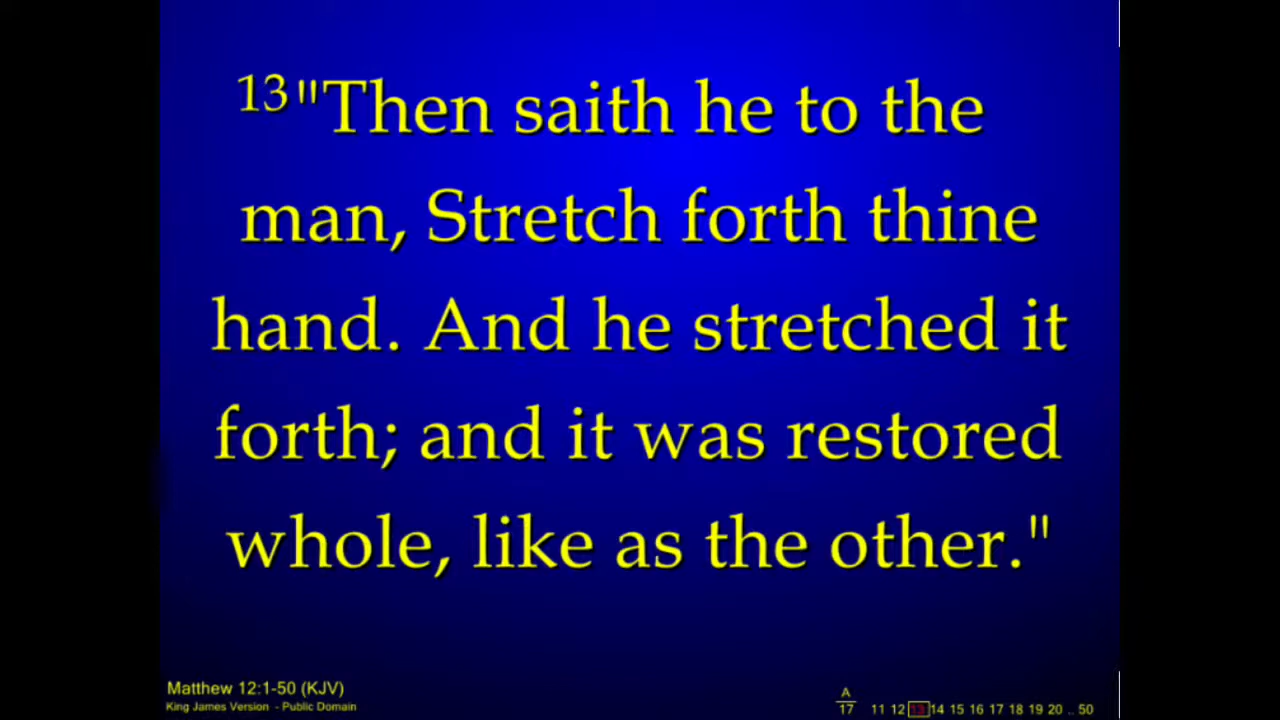 13"Then saith he to the
man, Stretch forth thine
hand. And he stretched it
forth; and it was restored
whole, like as the other."
Matthew 12:1-50 (KJV)
King James Version - Public Domain
A
17 11 12 13 14 15 16 17 18 19 20 .. 50